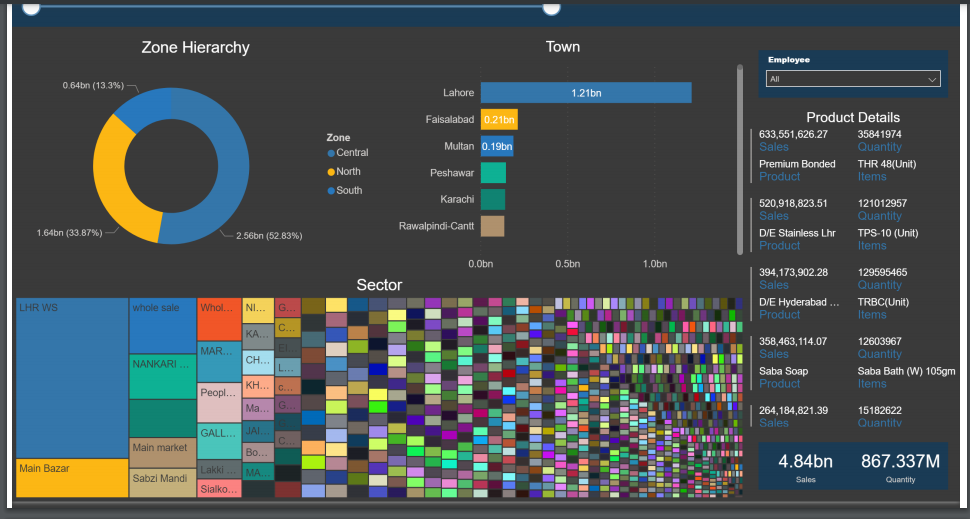 Zone Hierarchy
0.64bn (13.3%)
1.64bn (33.87%)
2.56bn (52.83%)
Zone
Central
North
South
Town
Lahore
1.21bn
Faisalabad
0.21bn
Multan
0.19bn
Peshawar
Karachi
Rawalpindi-Cantt
0.0bn 0.5bn 1.0bn
Employee
All
Product Details
633,551,626.27 35841974
Sales Quantity
Premium Bonded THR 48(Unit)
Product Items
520,918,823.51 121012957
Sales Quantity
D/E Stainless Lhr TPS-10 (Unit)
Product Items
394,173,902.28 129595465
Sales Quantity
D/E Hyderabad ... TRBC(Unit)
Product Items
358,463,114.07 12603967
Sales Quantity
Saba Soap Saba Bath (W) 105gm
Product Items
264,184,821.39 15182622
Sales Quantity
4.84bn 867.337M
Sales Quantity
Sector
LHR WS
Main Bazar
whole sale
NANKARI ...
Main market
Sabzi Mandi
Whol...
MAR...
Peopl...
GALL...
Lakki ...
Sialko...
NI...
KA...
CH...
KH...
Ma...
JAI...
Bo...
MA...
G...
C...
El...
L...
c...
G...
C...